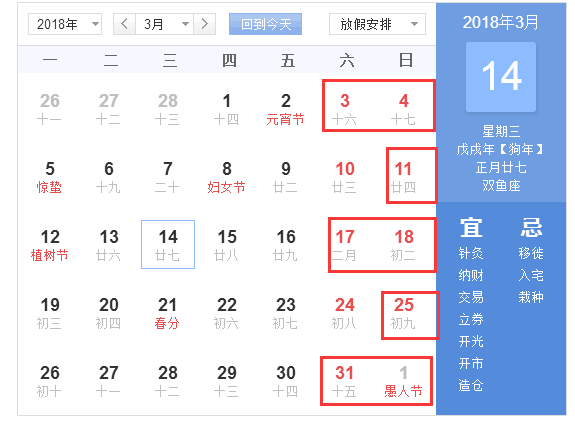 2018年 3月 回到今天 放假安排
一 二 三 四 五 六 日
26 27 28 1 2 3 4
十一 十二 十三 十四 元宵节 十六 十七
5 6 7 8 9 10 11
惊蛰 十九 二十 妇女节 廿二 廿三 廿四
12 13 14 15 16 17 18
植树节 廿六 廿七 廿八 廿九 二月 初二
19 20 21 22 23 24 25
初三 初四 春分 初六 初七 初八 初九
26 27 28 29 30 31 1
初十 十一 十二 十三 十四 十五 愚人节
2018年3月
14
星期三
戊戌年【狗年】
正月廿七
双鱼座
宜 忌
针灸 移徙
纳财 入宅
交易 栽种
立券
开光
开市
造仓